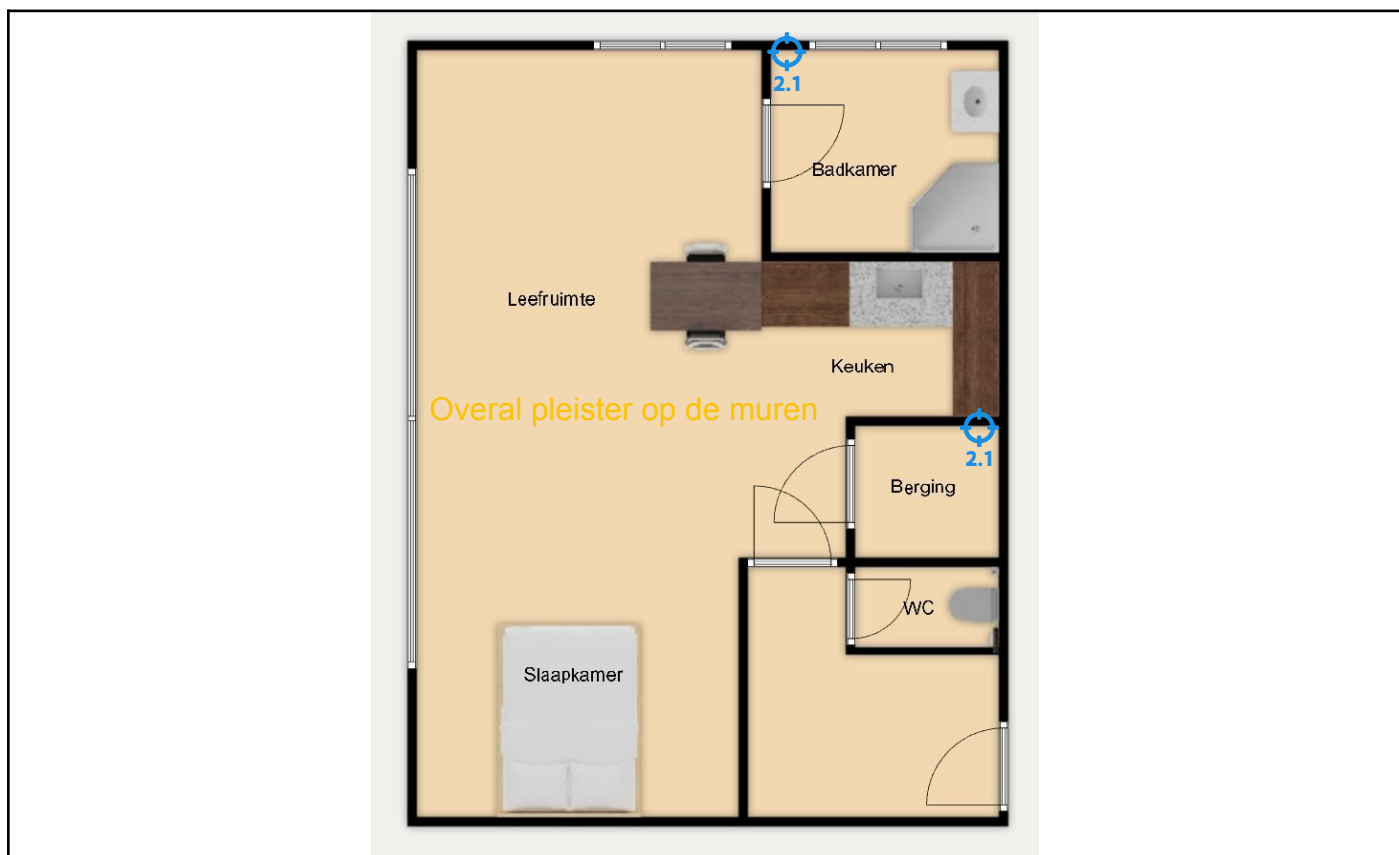 2.1
Badkamer
Leefruimte
Keuken
Overal pleister op de muren
2.1
Berging
WC
Slaapkamer